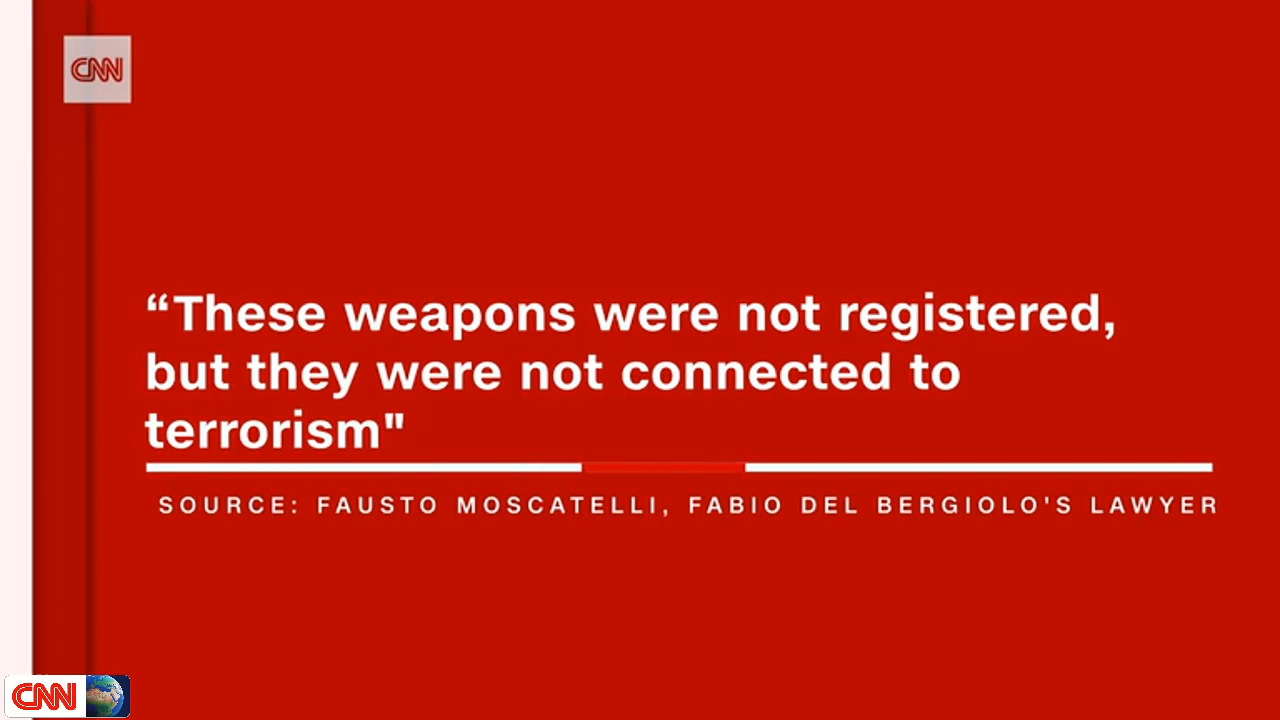 CNN
“These weapons were not registered,
but they were not connected to
terrorism"
SOURCE: FAUSTO MOSCATELLI, FABIO DEL BERGIOLO'S LAWYER
CNN